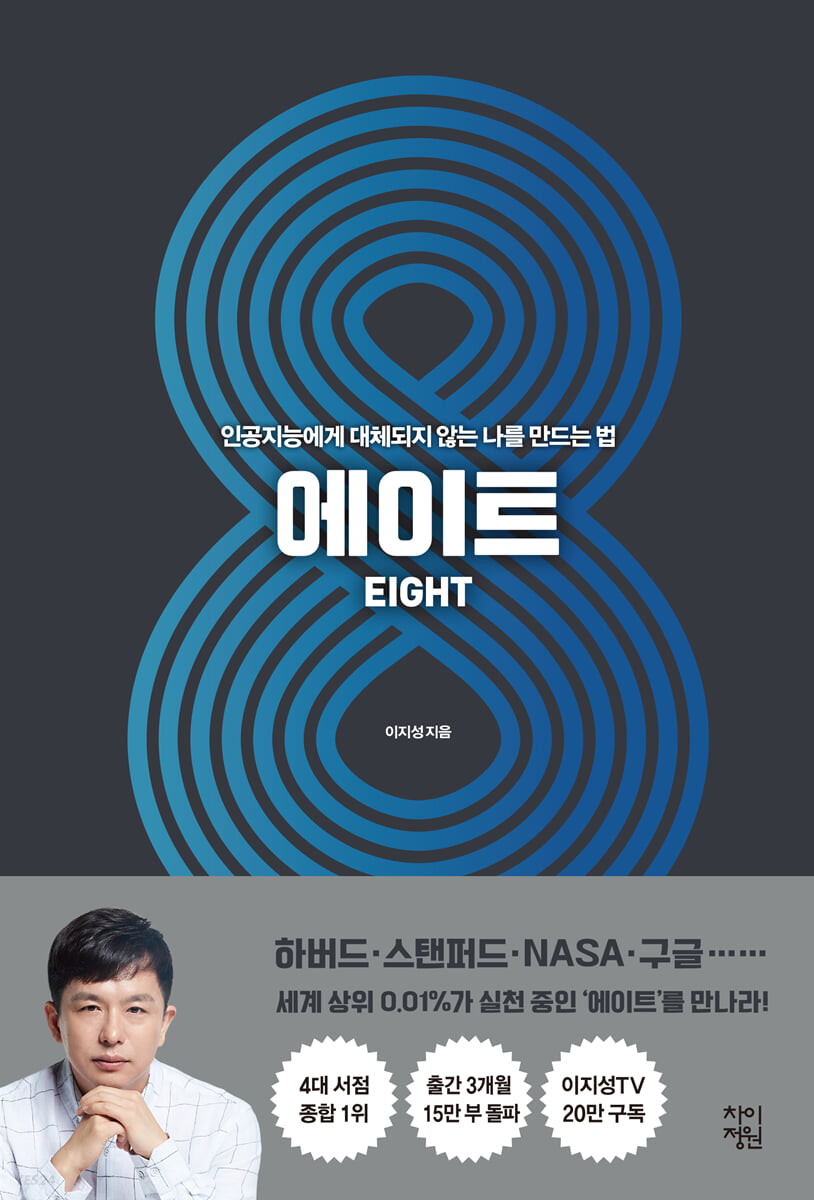 인공지능에게 대체되지 않는 나를 만드는 법
에이트
EIGHT
이지성 지음
하버드·스탠퍼드·NASA·구글……
세계 상위 0.01%가 실천 중인 ‘에이트’를 만나라!
4대 서점
종합 1위
출간 3개월
15만 부 돌파
이지성TV
20만 구독
차이
정원
YES24